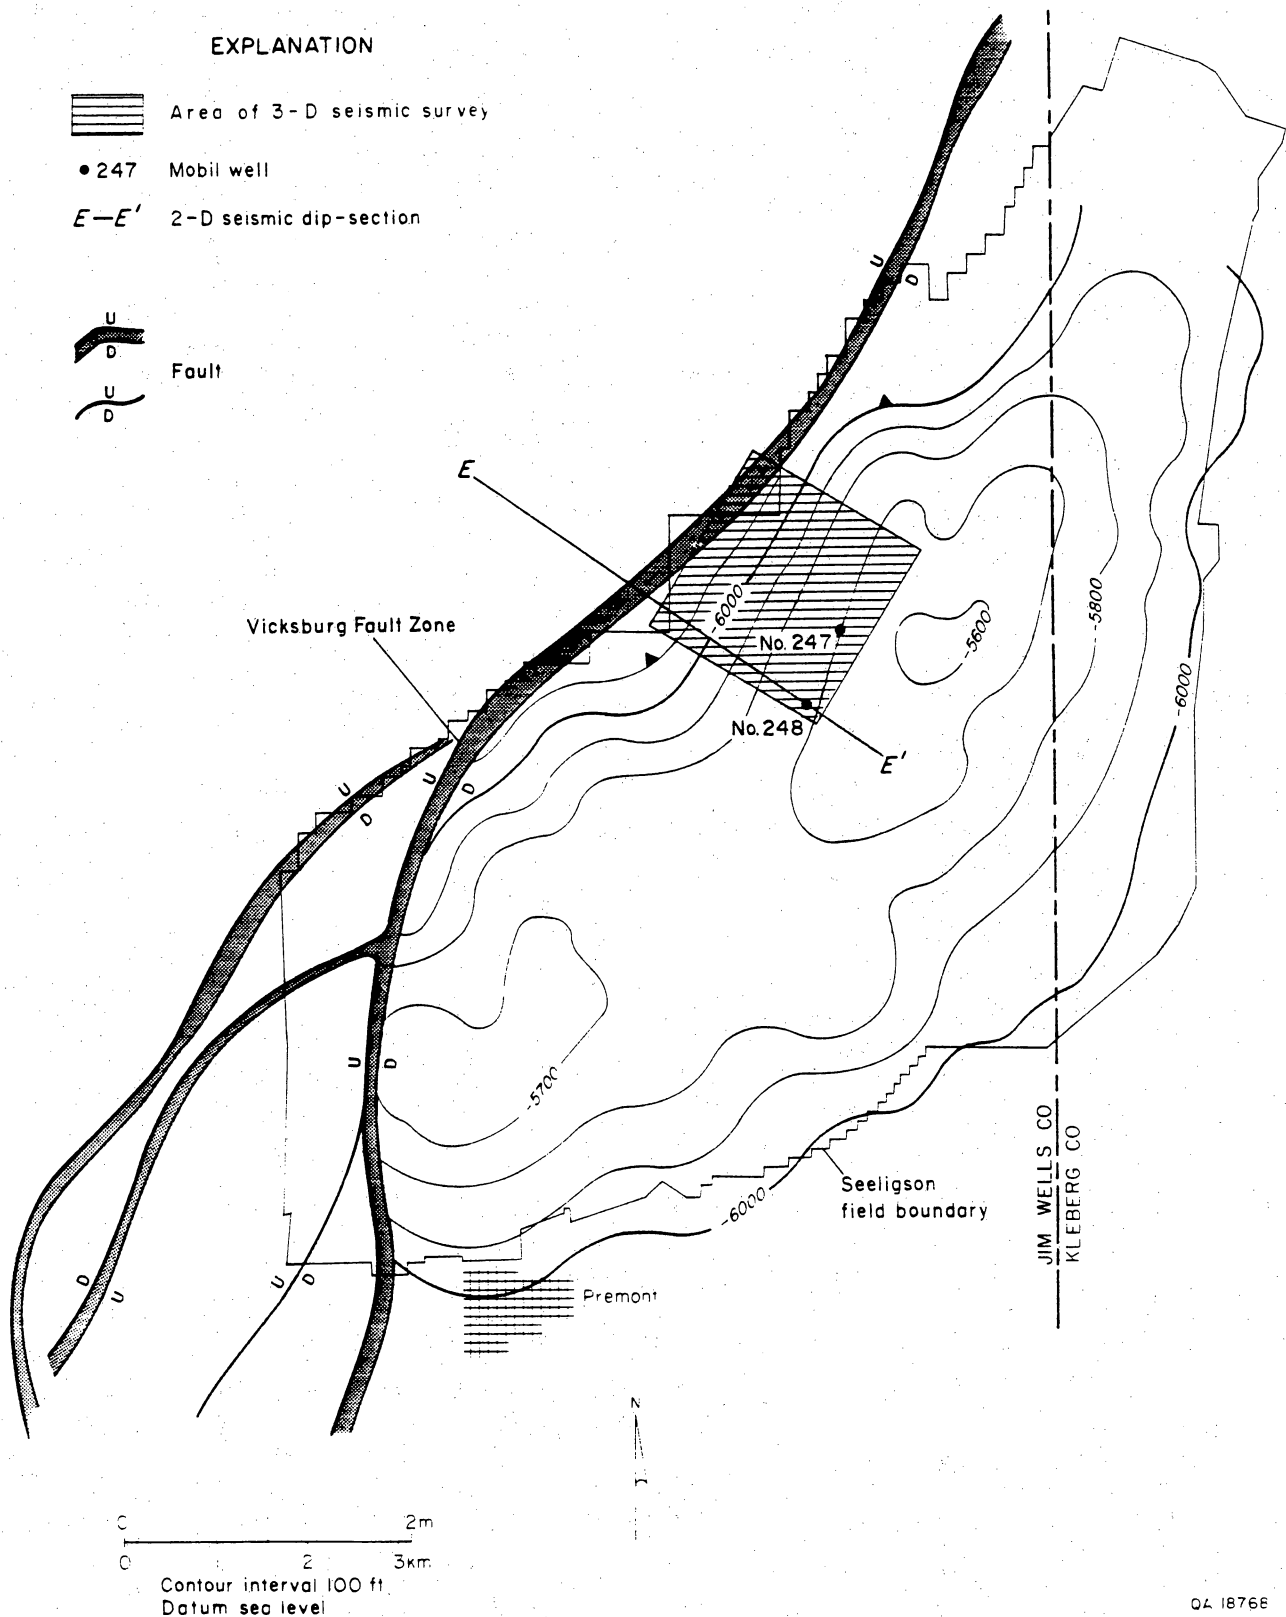 EXPLANATION
Area of 3-D seismic survey
247 Mobil well
E—E' 2-D seismic dip-section
U
D
Fault
U
D
U
D
E
Vicksburg Fault Zone
-6000
No. 247
-5600
-5800
-6000
No. 248
E'
U
D
U
D
U
D
-5700
JIM WELLS CO
KLEBERG CO
Seeligson
field boundary
-6000
D
U
U
D
Premont
N
0 2m
0 2 3km
Contour interval 100 ft.
Datum sea level
QA 18768